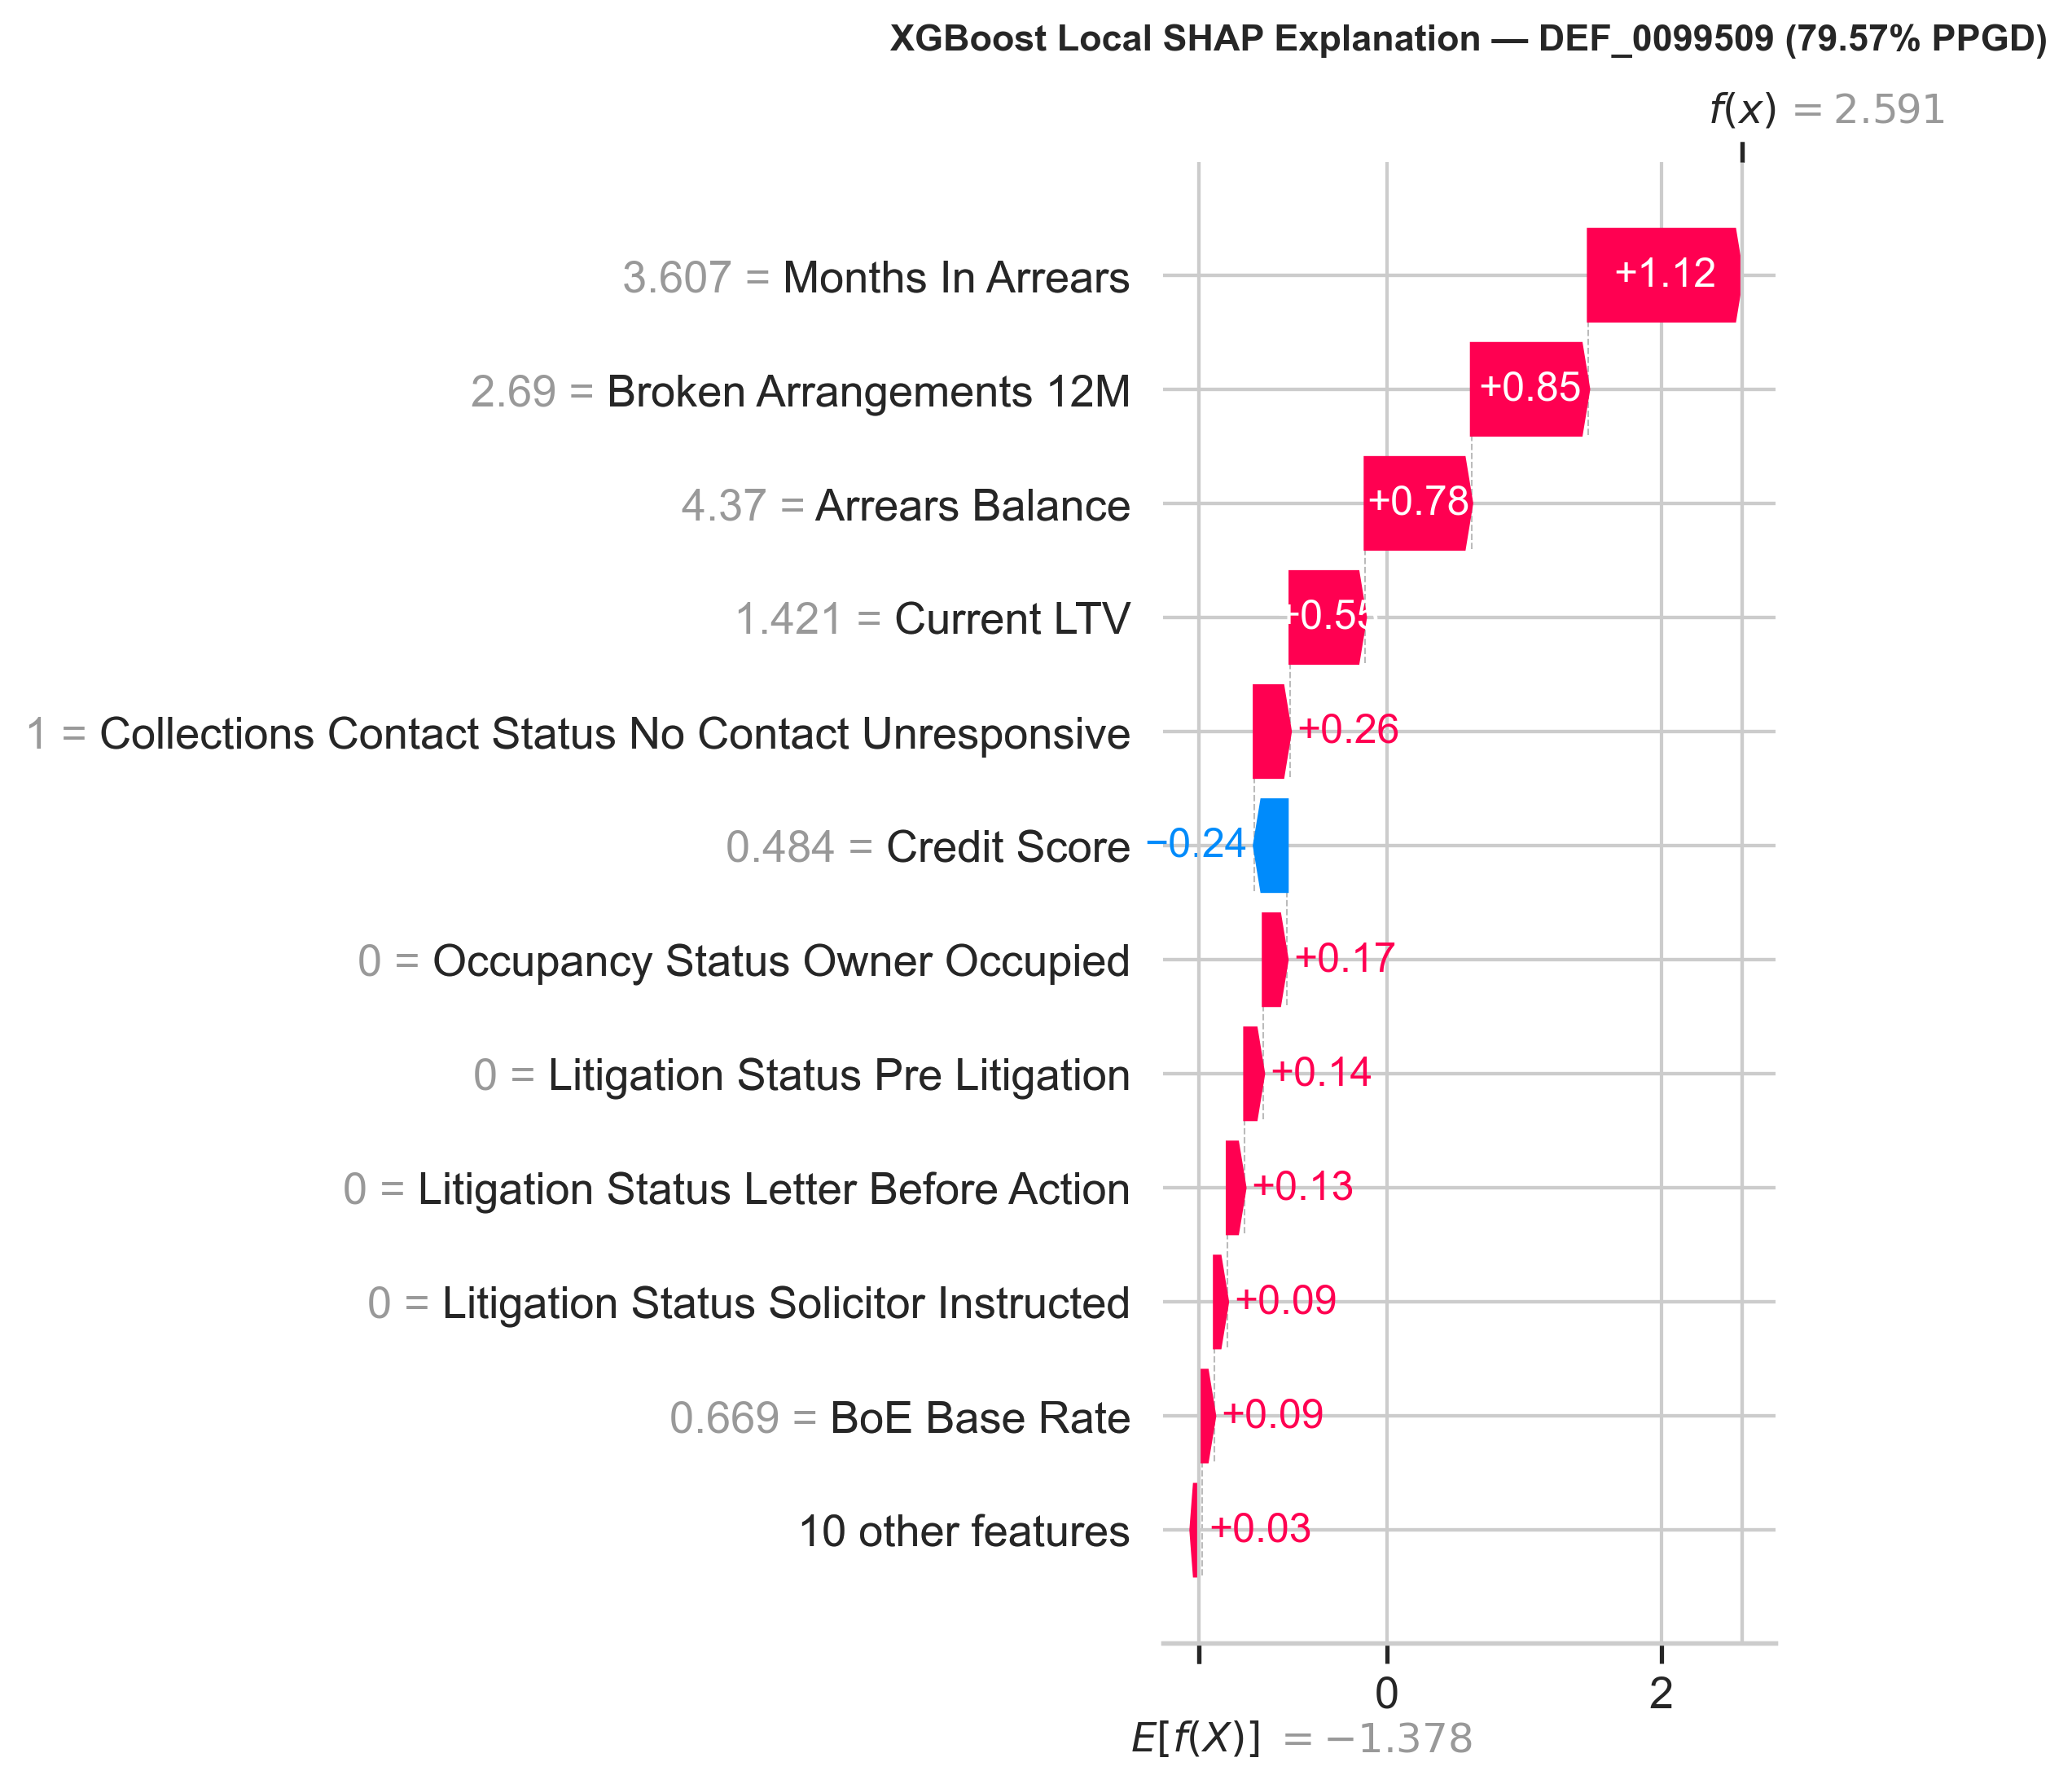 XGBoost Local SHAP Explanation — DEF_0099509 (79.57% PPGD)
f(x) = 2.591
3.607 = Months In Arrears +1.12
2.69 = Broken Arrangements 12M +0.85
4.37 = Arrears Balance +0.78
1.421 = Current LTV +0.55
1 = Collections Contact Status No Contact Unresponsive +0.26
0.484 = Credit Score −0.24
0 = Occupancy Status Owner Occupied +0.17
0 = Litigation Status Pre Litigation +0.14
0 = Litigation Status Letter Before Action +0.13
0 = Litigation Status Solicitor Instructed +0.09
0.669 = BoE Base Rate +0.09
10 other features +0.03
0 2
E[f(X)] = −1.378